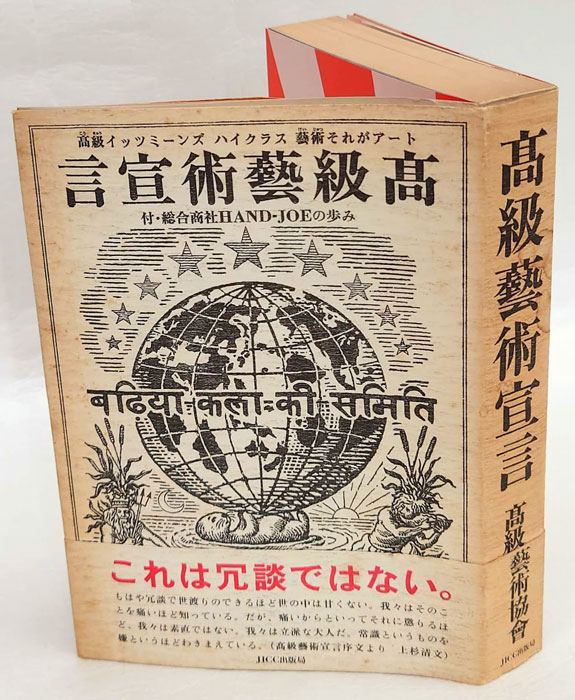 高級イッツミーンズ ハイクラス 藝術それがアート
言宣術藝級高
付・総合商社HAND-JOEの歩み
बढिया कला-की समिति
これは冗談ではない。
もはや冗談で世渡りのできるほど世の中は甘くない。我々はそのこ
とを痛いほど知っている。だが、痛いからといってそれに懲りるほ
ど。我々は素直ではない。我々は立派な大人だ。常識というものを
嫌というほどわきまえている。(高級藝術宣言序文より 上杉清文)
高級藝術宣言
高級藝術協會
JICC出版局